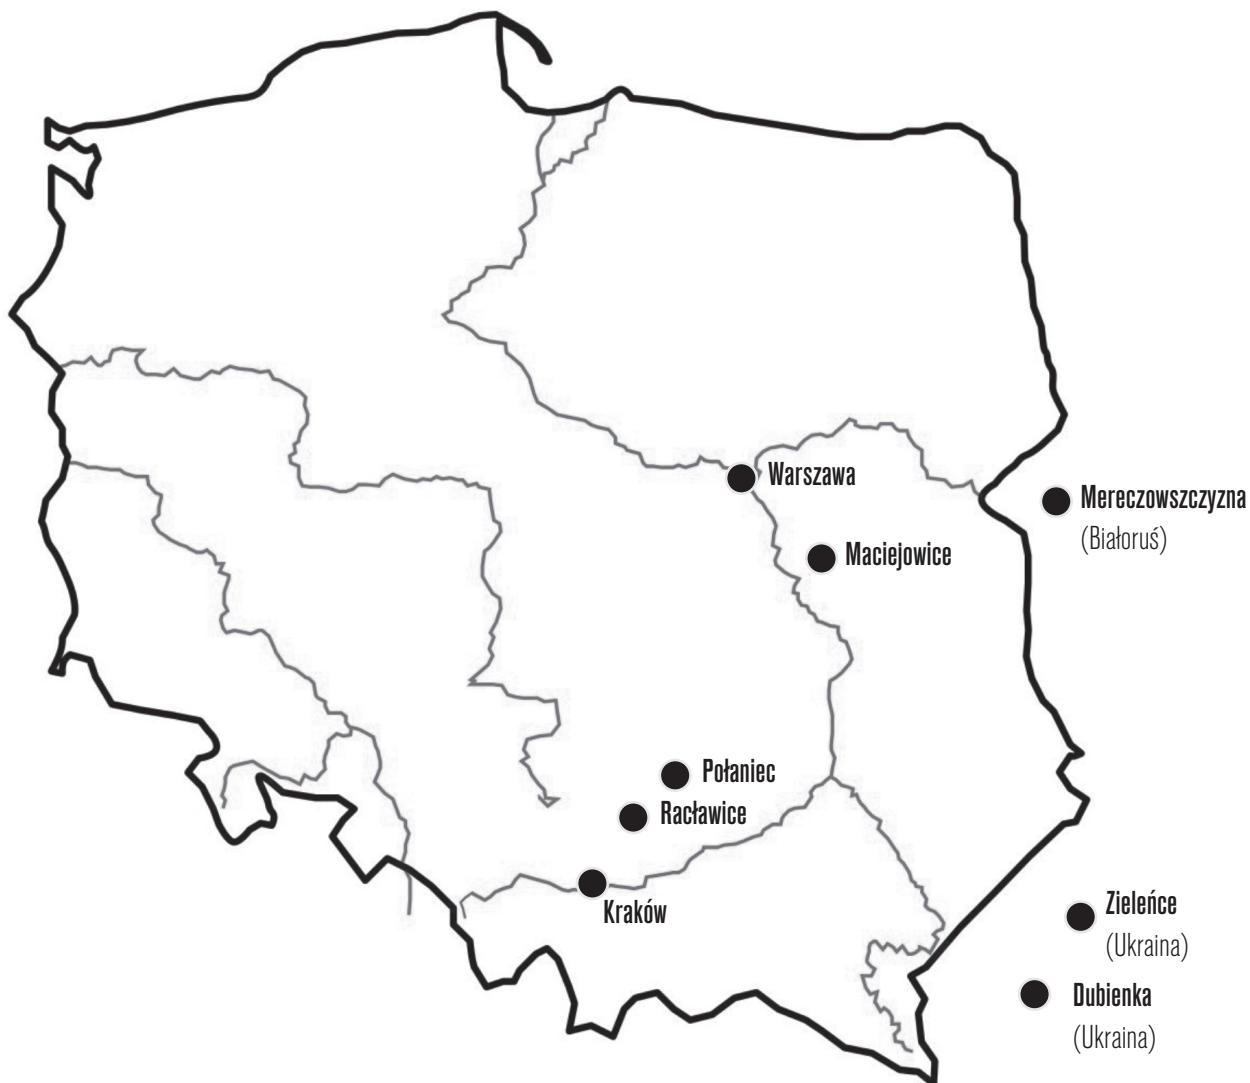 Warszawa
Mereczowszczyzna
(Białoruś)
Maciejowice
Połaniec
Racławice
Kraków
Zieleńce
(Ukraina)
Dubienka
(Ukraina)